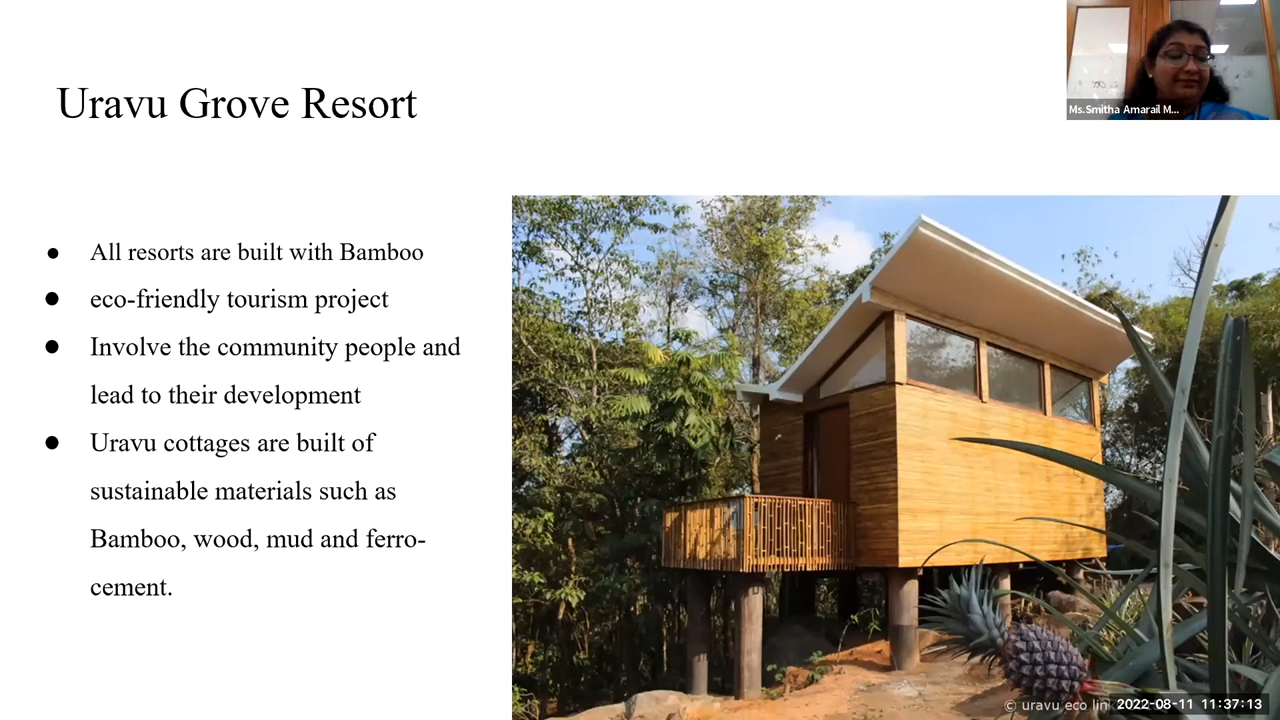 Uravu Grove Resort
Ms.Smitha Amarail M...
● All resorts are built with Bamboo
● eco-friendly tourism project
● Involve the community people and
lead to their development
● Uravu cottages are built of
sustainable materials such as
Bamboo, wood, mud and ferro-
cement.
© uravu eco lin
2022-08-11 11:37:13